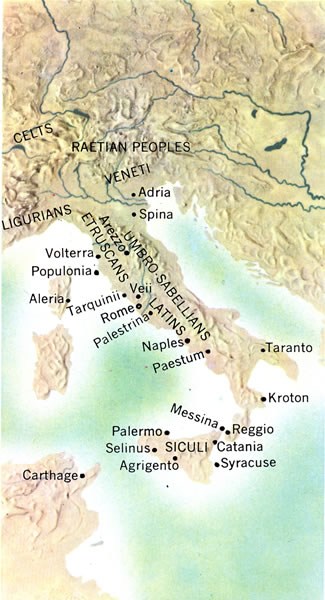 CELTS
RAETIAN PEOPLES
VENETI
Adria
LIGURIANS
Spina
Arezzo
ETRUSCANS
UMBRO-SABELLIANS
Volterra
Populonia
Veii
Aleria
Tarquinii
Rome
LATINS
Palestrina
Naples
Taranto
Paestum
Kroton
Messina
Palermo
Reggio
Selinus
SICULI
Catania
Agrigento
Syracuse
Carthage